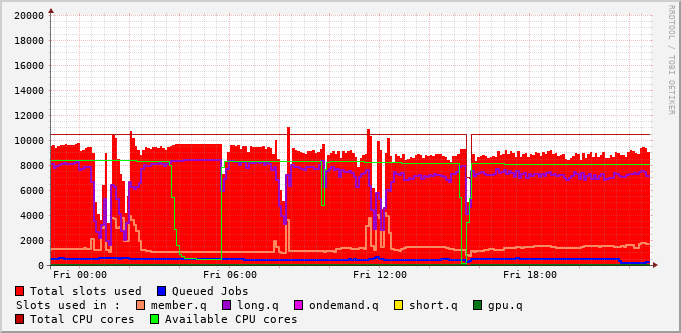 20000
18000
16000
14000
12000
10000
8000
6000
4000
2000
0
Fri 00:00 Fri 06:00 Fri 12:00 Fri 18:00
Total slots used Queued Jobs
Slots used in : member.q long.q ondemand.q short.q gpu.q
Total CPU cores Available CPU cores
RRDTOOL / TOBI OETIKER